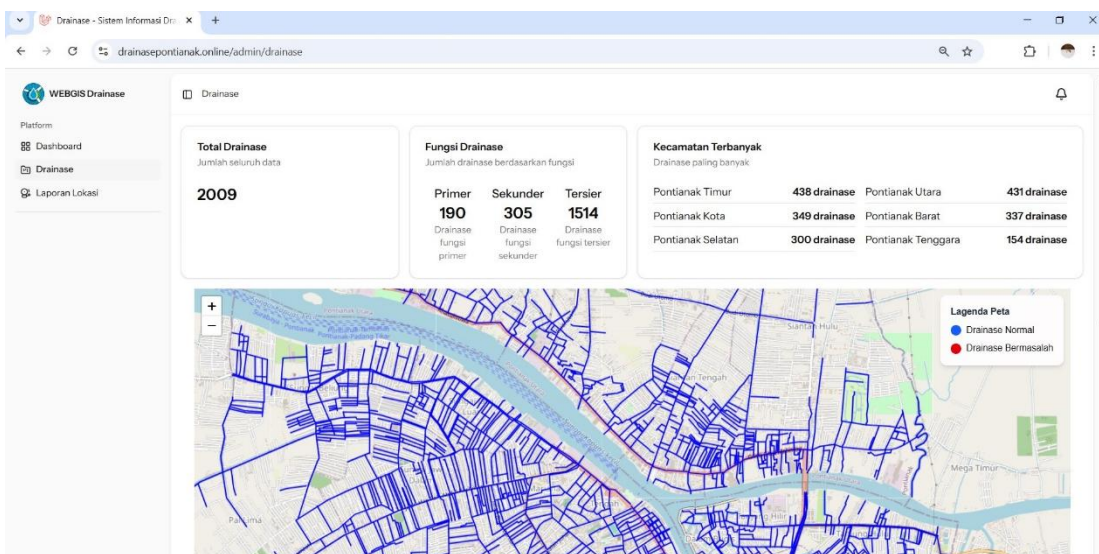 Drainase - Sistem Informasi Dra
drainasepontianak.online/admin/drainase
WEBGIS Drainase
Drainase
Platform
Dashboard
Drainase
Laporan Lokasi
Total Drainase
Jumlah seluruh data
2009
Fungsi Drainase
Jumlah drainase berdasarkan fungsi
Primer Sekunder Tersier
190 305 1514
Drainase fungsi primer
Drainase fungsi sekunder
Drainase fungsi tersier
Kecamatan Terbanyak
Drainase paling banyak
Pontianak Timur 438 drainase Pontianak Utara 431 drainase
Pontianak Kota 349 drainase Pontianak Barat 337 drainase
Pontianak Selatan 300 drainase Pontianak Tenggara 154 drainase
+
−
Lagenda Peta
Drainase Normal
Drainase Bermasalah
Siantan Hulu
Tengah
Mega Timur